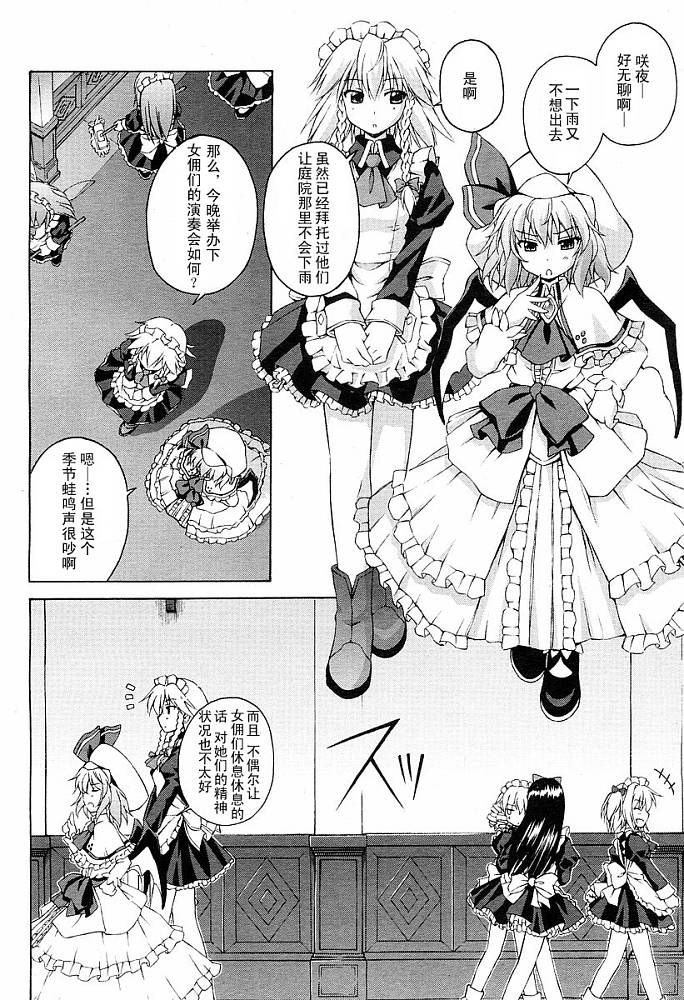 咲夜—
好无聊啊—
一下雨又
不想出去
是啊
虽然已经拜托过他们
让庭院那里不会下雨
那么，今晚举办下
女佣们的演奏会如何？
嗯—…但是这个
季节蛙鸣声很吵啊
而且 不偶尔让
女佣们休息休息的
话 对她们的精神
状况也不太好
スッ